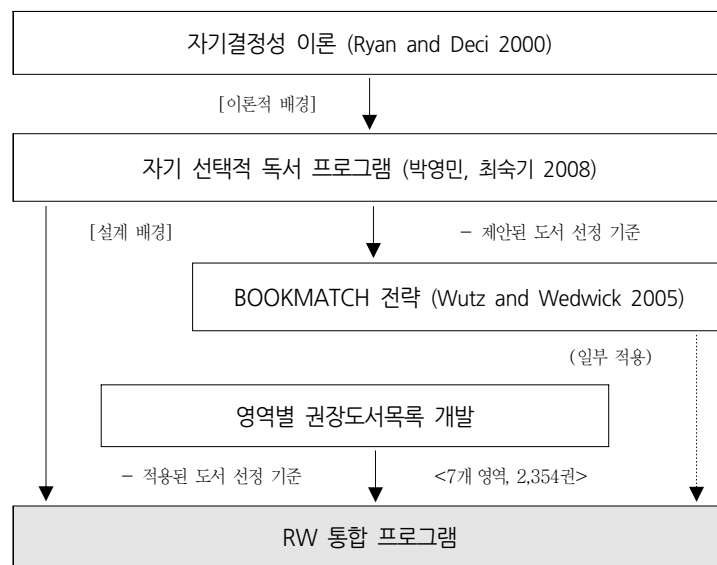 자기결정성 이론 (Ryan and Deci 2000)
[이론적 배경]
자기 선택적 독서 프로그램 (박영민, 최숙기 2008)
[설계 배경]
- 제안된 도서 선정 기준
BOOKMATCH 전략 (Wutz and Wedwick 2005)
(일부 적용)
영역별 권장도서목록 개발
- 적용된 도서 선정 기준
<7개 영역, 2,354권>
RW 통합 프로그램